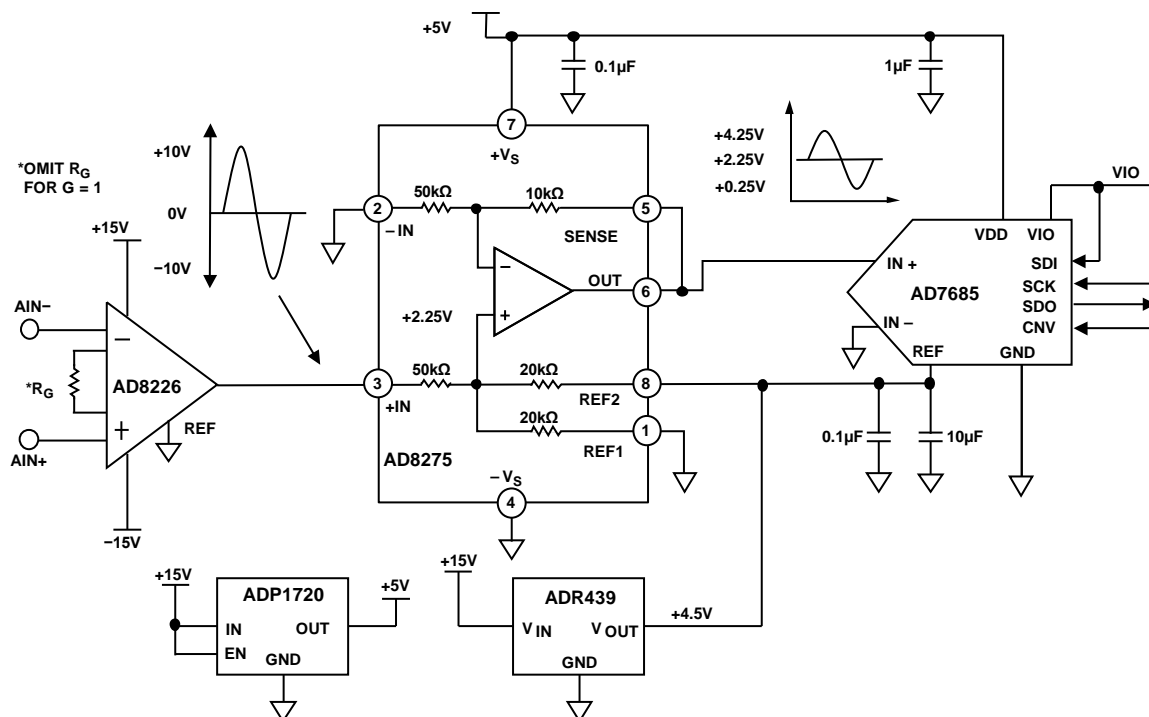 +5V
0.1µF
1µF
7
+VS
*OMIT RG
FOR G = 1
+10V
0V
−10V
+4.25V
+2.25V
+0.25V
VIO
50kΩ
10kΩ
2
5
−IN
SENSE
VDD
VIO
SDI
SCK
SDO
CNV
IN +
AD7685
IN −
REF
GND
+15V
AIN−
−
*RG
AD8226
+
AIN+
REF
−15V
−
+
OUT
6
+2.25V
50kΩ
20kΩ
3
8
+IN
REF2
20kΩ
1
REF1
AD8275
−VS
4
0.1µF
10µF
+15V
ADP1720
IN
OUT
EN
GND
+5V
+15V
ADR439
VIN
VOUT
GND
+4.5V